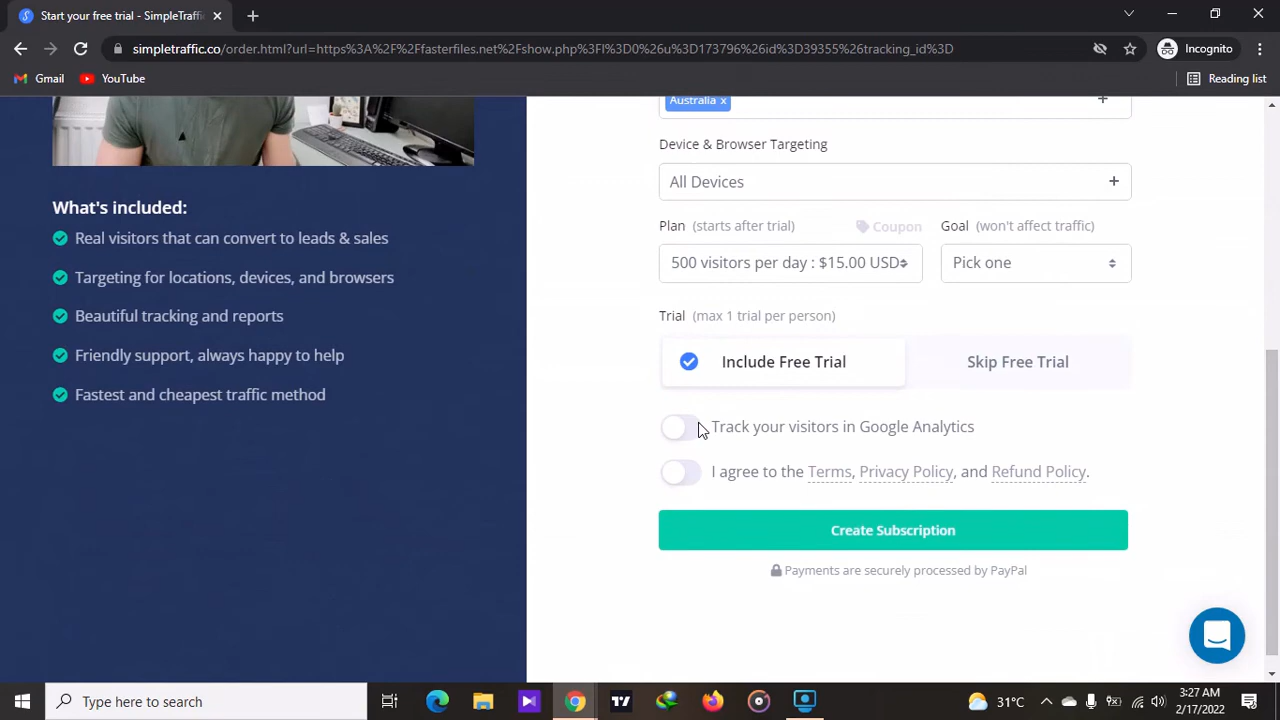 Start your free trial - SimpleTraffi
simpletraffic.co/order.html?url=https%3A%2F%2Ffasterfiles.net%2Fshow.php%3Fl%3D0%26u%3D173796%26id%3D39355%26tracking_id%3D
Incognito
Gmail
YouTube
Reading list
Australia ×
Device & Browser Targeting
All Devices
What's included:
Real visitors that can convert to leads & sales
Targeting for locations, devices, and browsers
Beautiful tracking and reports
Friendly support, always happy to help
Fastest and cheapest traffic method
Plan (starts after trial)
Coupon
Goal (won't affect traffic)
500 visitors per day : $15.00 USD
Pick one
Trial (max 1 trial per person)
Include Free Trial
Skip Free Trial
Track your visitors in Google Analytics
I agree to the Terms, Privacy Policy, and Refund Policy.
Create Subscription
Payments are securely processed by PayPal
Type here to search
31°C
3:27 AM
2/17/2022